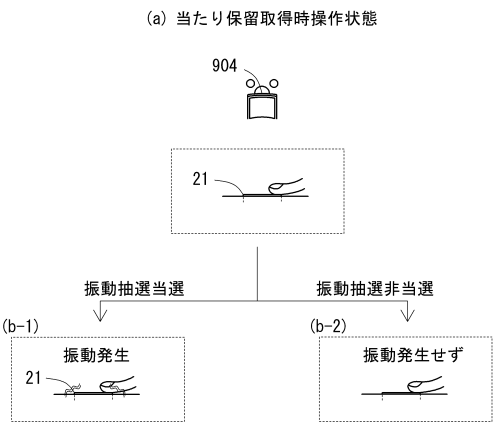 (a) 当たり保留取得時操作状態
904
21
振動抽選当選
振動抽選非当選
(b-1)
(b-2)
振動発生
振動発生せず
21